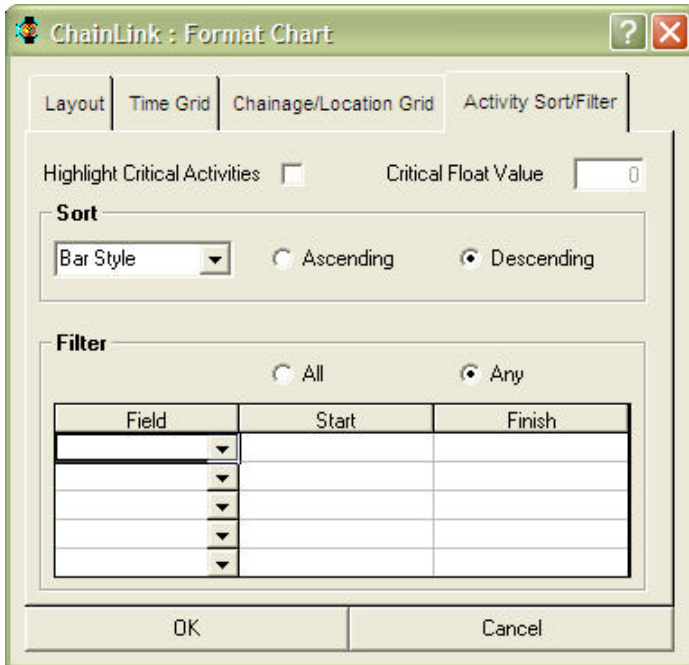 ChainLink : Format Chart
Layout Time Grid Chainage/Location Grid Activity Sort/Filter
Highlight Critical Activities Critical Float Value 0
Sort
Bar Style Ascending Descending
Filter
All Any
Field Start Finish
OK Cancel